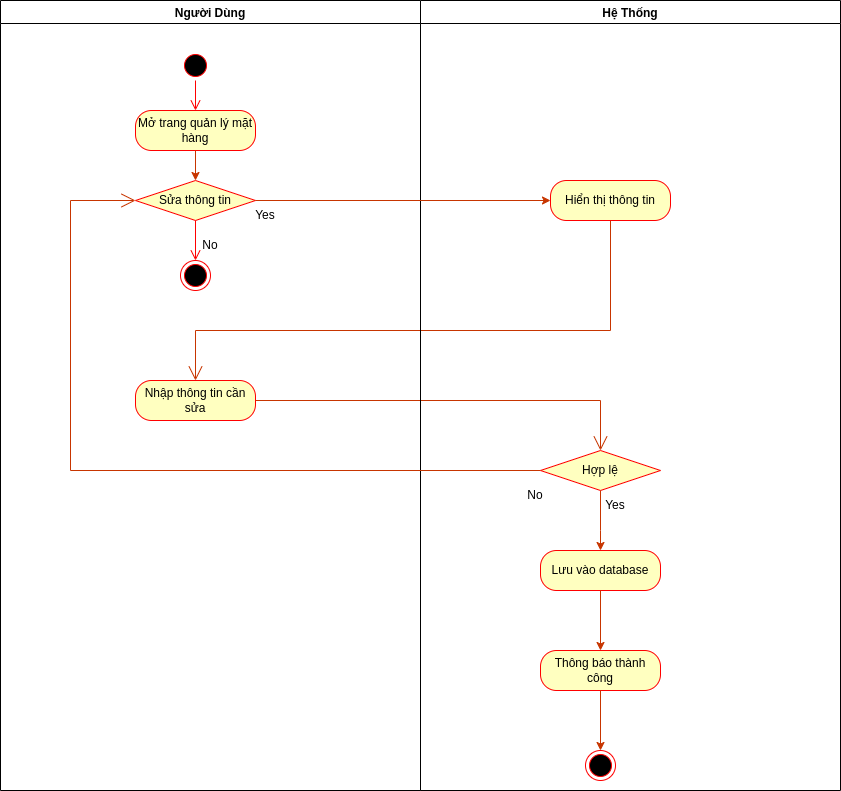 Người Dùng
Hệ Thống
Mở trang quản lý mặt
hàng
Sửa thông tin
Yes
Hiển thị thông tin
No
Nhập thông tin cần
sửa
Hợp lệ
No
Yes
Lưu vào database
Thông báo thành
công